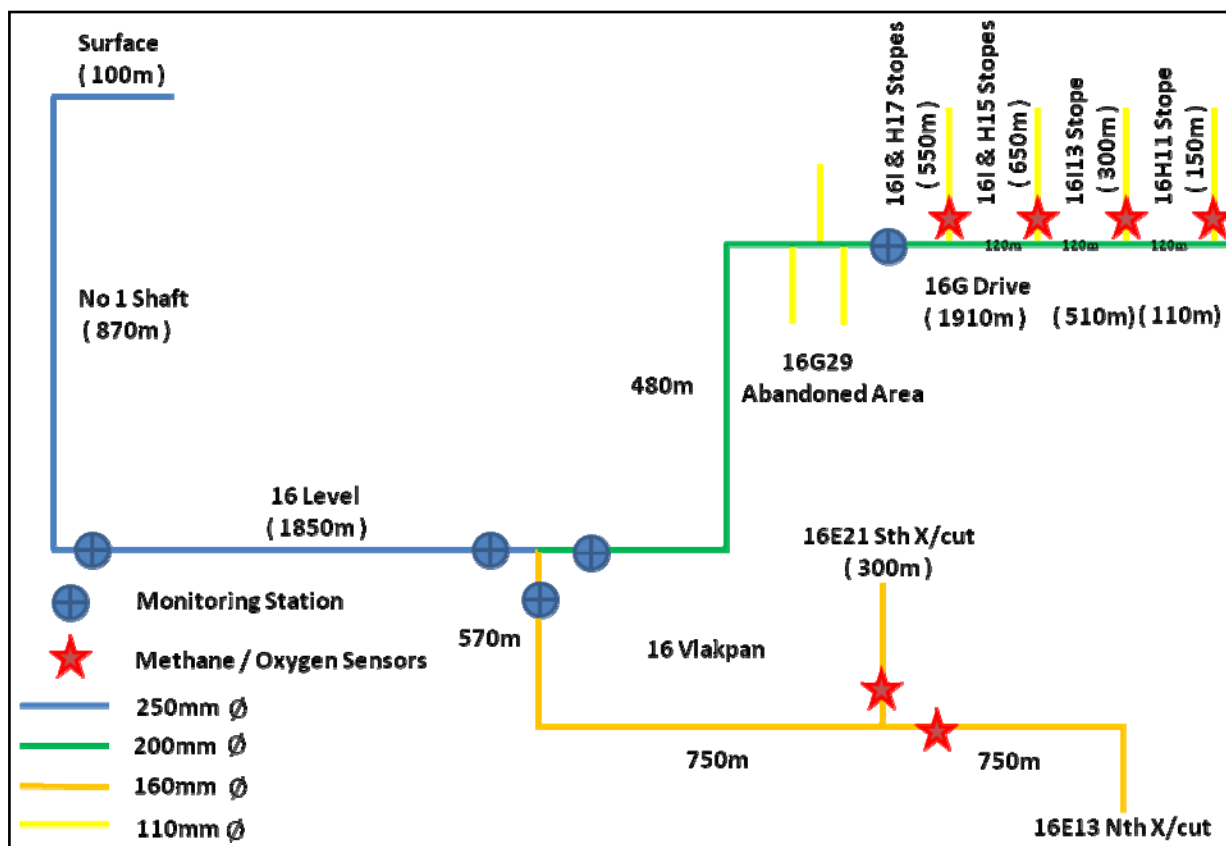 Surface
( 100m )
16I & H17 Stopes
( 550m )
16I & H15 Stopes
( 650m )
16I13 Stope
( 300m )
16H11 Stope
( 150m )
120m
120m
120m
No 1 Shaft
( 870m )
16G Drive
( 1910m )
( 510m)
( 110m)
16G29
Abandoned Area
480m
16 Level
( 1850m )
16E21 Sth X/cut
( 300m )
Monitoring Station
570m
16 Vlakpan
Methane / Oxygen Sensors
250mm Ø
200mm Ø
750m
750m
160mm Ø
110mm Ø
16E13 Nth X/cut